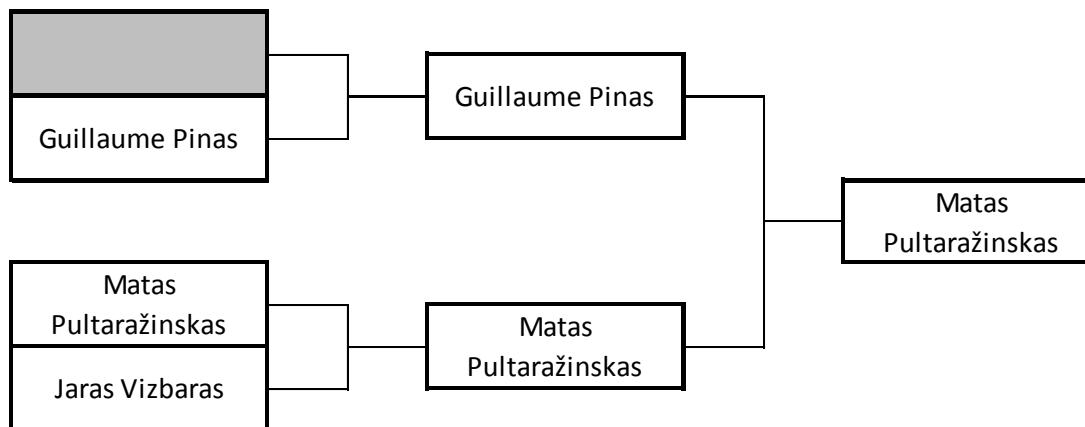 Guillaume Pinas
Guillaume Pinas
Matas
Pultaražinskas
Matas
Pultaražinskas
Jaras Vizbaras
Matas
Pultaražinskas